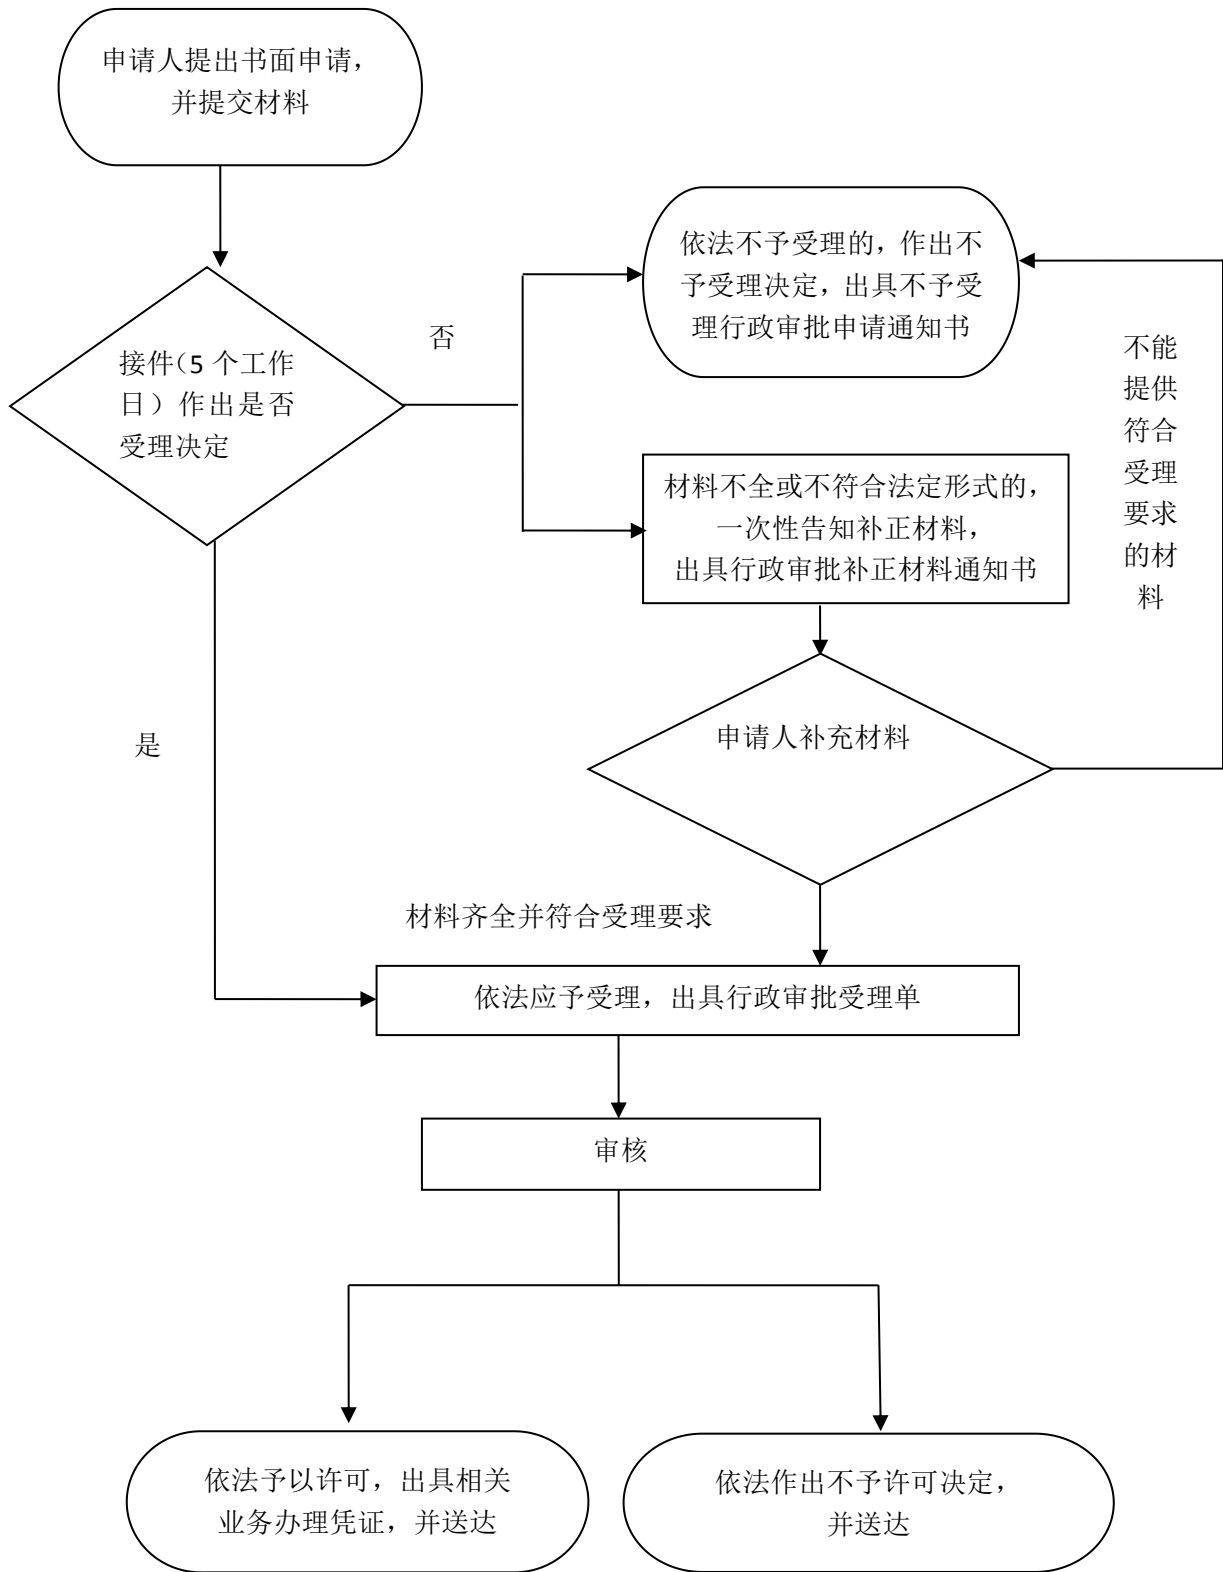 申请人提出书面申请，
并提交材料
依法不予受理的，作出不
予受理决定，出具不予受
理行政审批申请通知书
否
接件（5 个工作
日）作出是否
受理决定
不能
提供
符合
受理
要求
的材
料
材料不全或不符合法定形式的，
一次性告知补正材料，
出具行政审批补正材料通知书
是
申请人补充材料
材料齐全并符合受理要求
依法应予受理，出具行政审批受理单
审核
依法予以许可，出具相关
业务办理凭证，并送达
依法作出不予许可决定，
并送达